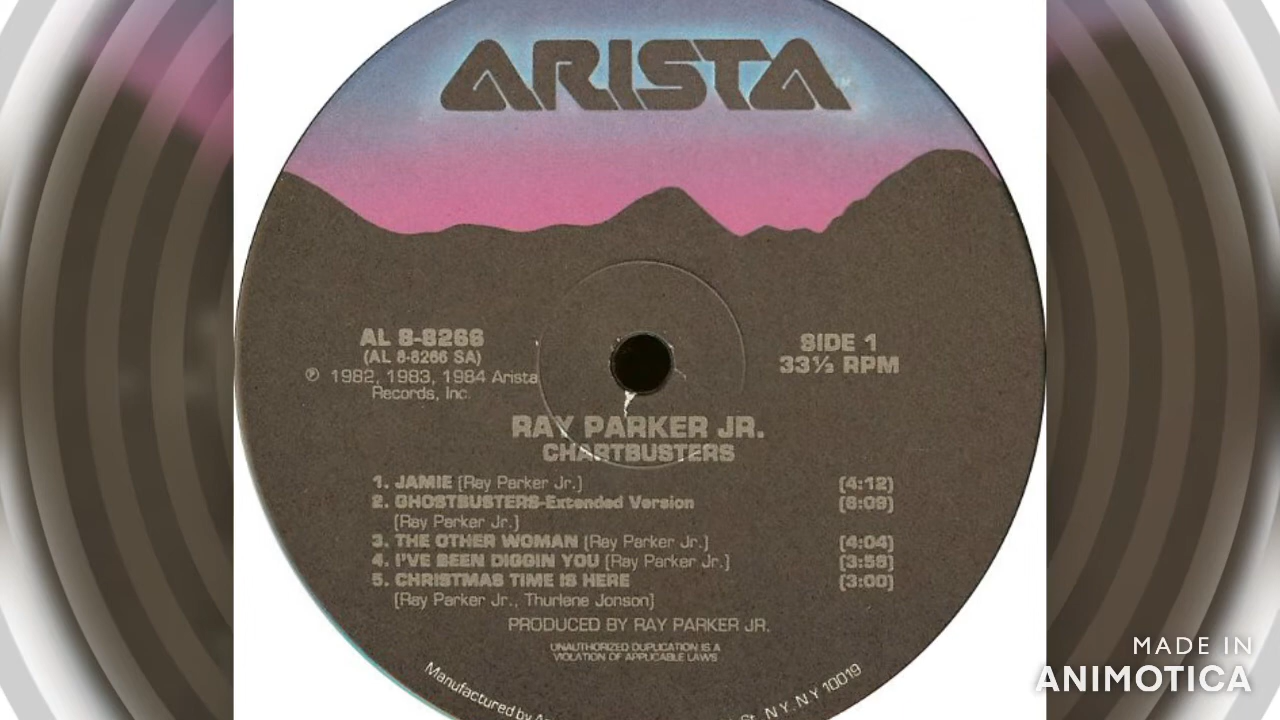 ARISTA
AL 8-8266
(AL 8-8266 SA)
℗ 1982, 1983, 1984 Arista
Records, Inc.
SIDE 1
33⅓ RPM
RAY PARKER JR.
CHARTBUSTERS
1. JAMIE [Ray Parker Jr.] (4:12)
2. GHOSTBUSTERS-Extended Version (6:09)
[Ray Parker Jr.]
3. THE OTHER WOMAN [Ray Parker Jr.] (4:04)
4. I'VE BEEN DIGGIN YOU [Ray Parker Jr.] (3:56)
5. CHRISTMAS TIME IS HERE (3:00)
[Ray Parker Jr., Thurlene Jonson]
PRODUCED BY RAY PARKER JR.
UNAUTHORIZED DUPLICATION IS A
VIOLATION OF APPLICABLE LAWS
Manufactured by St. N.Y. N.Y 10019
MADE IN
ANIMOTICA